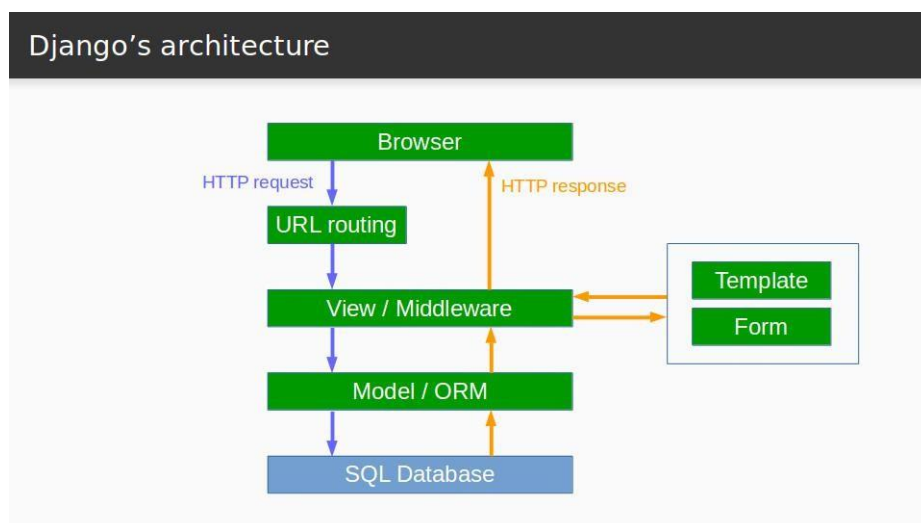 Django’s architecture
Browser
HTTP request
HTTP response
URL routing
View / Middleware
Template
Form
Model / ORM
SQL Database